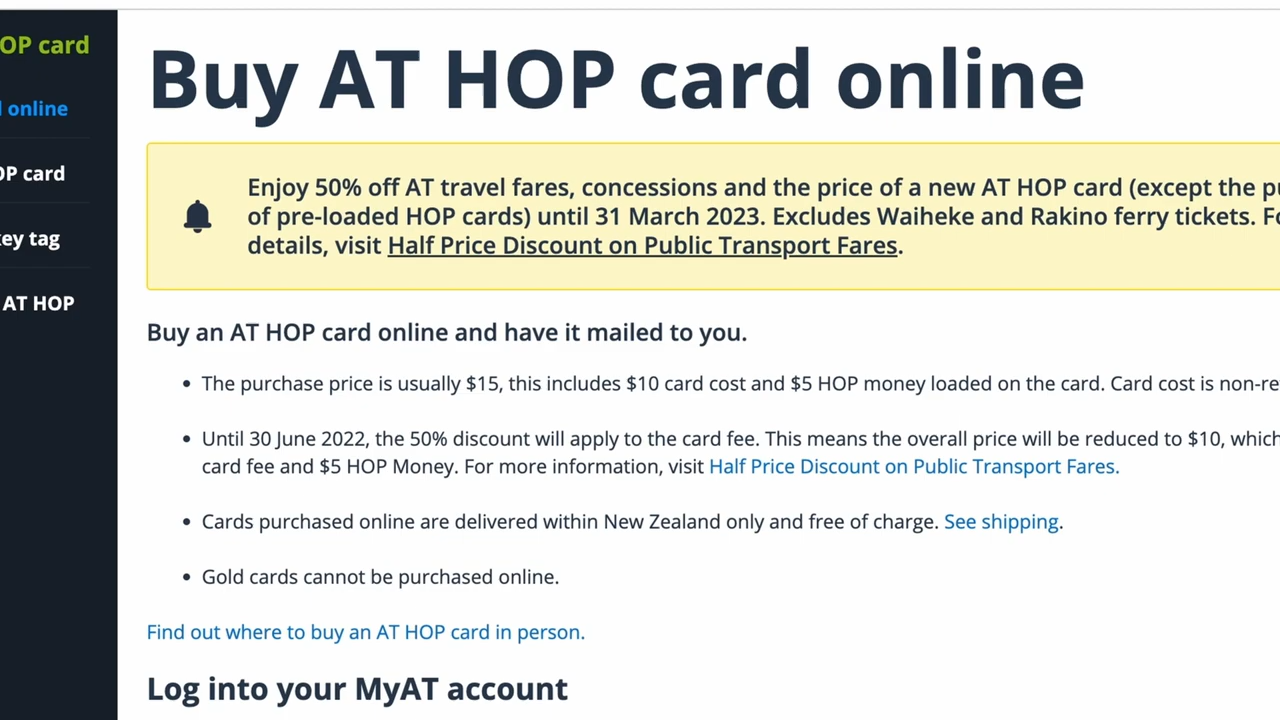 OP card
online
OP card
key tag
AT HOP
Buy AT HOP card online
Enjoy 50% off AT travel fares, concessions and the price of a new AT HOP card (except the
of pre-loaded HOP cards) until 31 March 2023. Excludes Waiheke and Rakino ferry tickets.
details, visit Half Price Discount on Public Transport Fares.
Buy an AT HOP card online and have it mailed to you.
• The purchase price is usually $15, this includes $10 card cost and $5 HOP money loaded on the card. Card cost is
• Until 30 June 2022, the 50% discount will apply to the card fee. This means the overall price will be reduced to $10, which
card fee and $5 HOP Money. For more information, visit Half Price Discount on Public Transport Fares.
• Cards purchased online are delivered within New Zealand only and free of charge. See shipping.
• Gold cards cannot be purchased online.
Find out where to buy an AT HOP card in person.
Log into your MyAT account